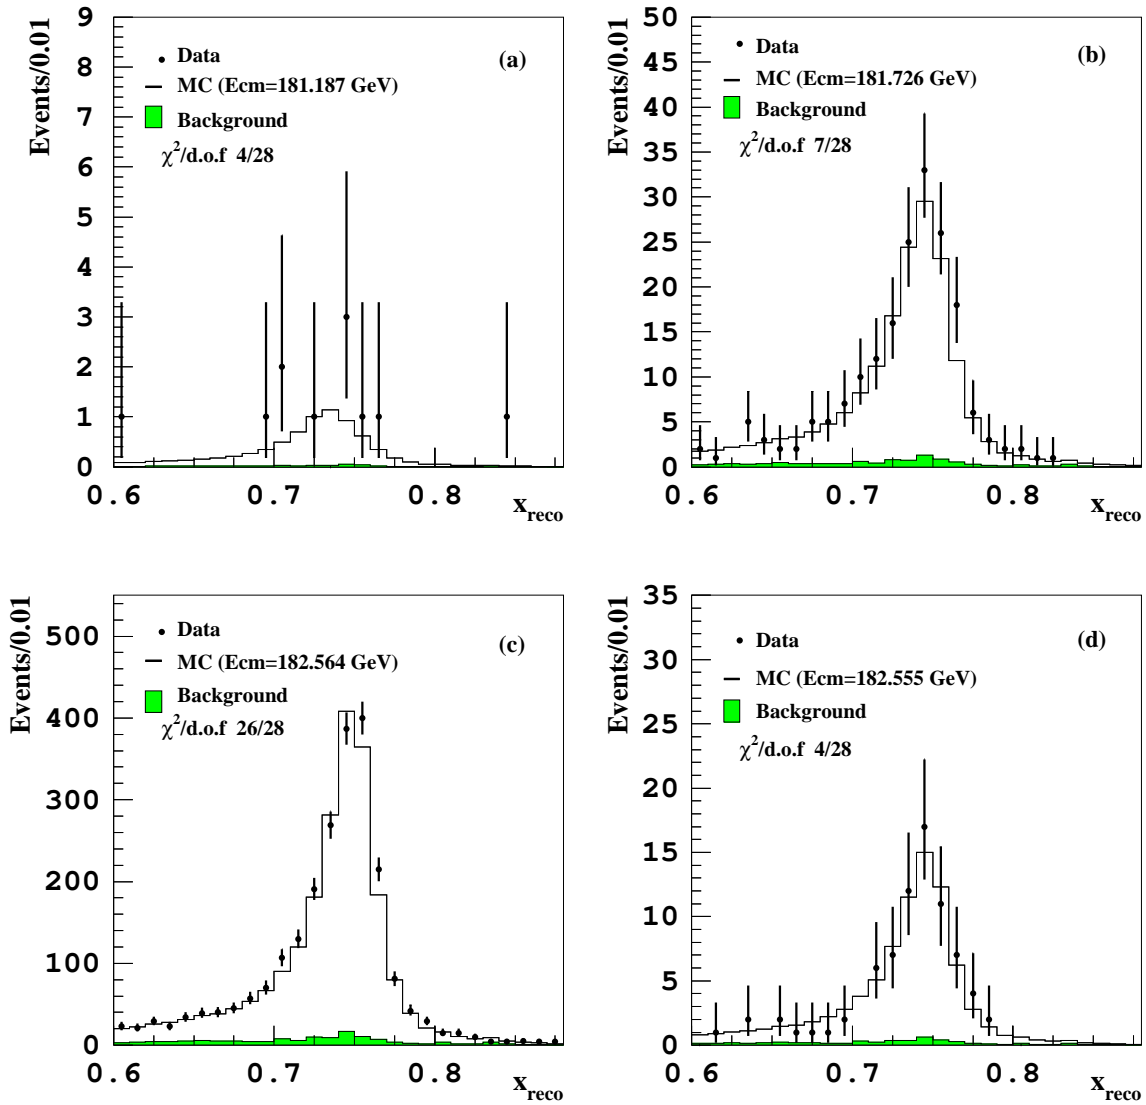 Events/0.01
9
8
7
6
5
4
3
2
1
0
Data
MC (Ecm=181.187 GeV)
Background
χ²/d.o.f 4/28
(a)
0.6 0.7 0.8
x_reco
Events/0.01
50
45
40
35
30
25
20
15
10
5
0
Data
MC (Ecm=181.726 GeV)
Background
χ²/d.o.f 7/28
(b)
0.6 0.7 0.8
x_reco
Events/0.01
500
400
300
200
100
0
Data
MC (Ecm=182.564 GeV)
Background
χ²/d.o.f 26/28
(c)
0.6 0.7 0.8
x_reco
Events/0.01
35
30
25
20
15
10
5
0
Data
MC (Ecm=182.555 GeV)
Background
χ²/d.o.f 4/28
(d)
0.6 0.7 0.8
x_reco